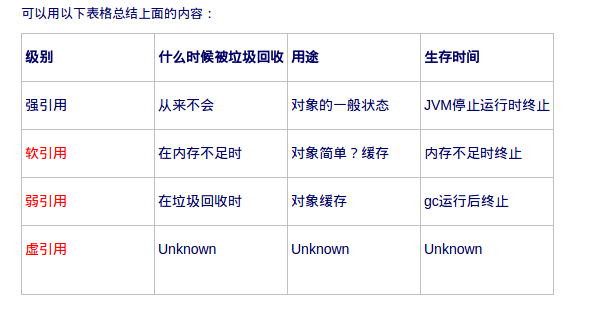 可以用以下表格总结上面的内容：
级别 什么时候被垃圾回收 用途 生存时间
强引用 从来不会 对象的一般状态 JVM停止运行时终止
软引用 在内存不足时 对象简单？缓存 内存不足时终止
弱引用 在垃圾回收时 对象缓存 gc运行后终止
虚引用 Unknown Unknown Unknown